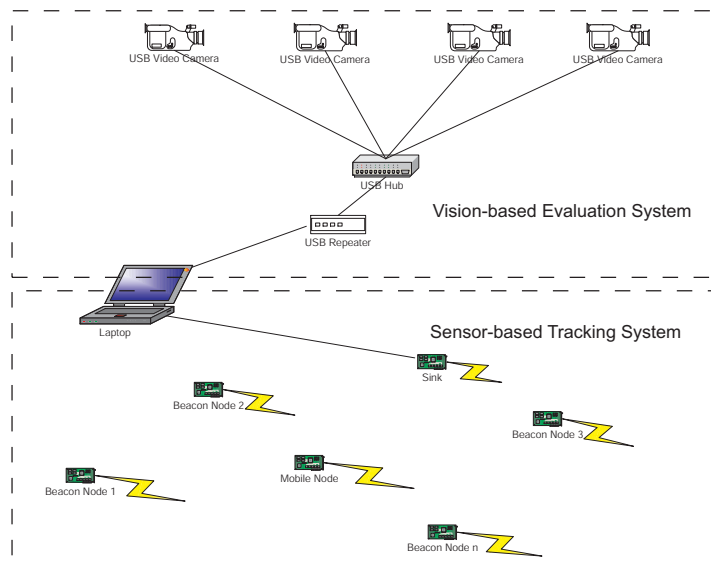 USB Video Camera
USB Video Camera
USB Video Camera
USB Video Camera
USB Hub
Vision-based Evaluation System
USB Repeater
Laptop
Sensor-based Tracking System
Sink
Beacon Node 2
Beacon Node 3
Mobile Node
Beacon Node 1
Beacon Node n